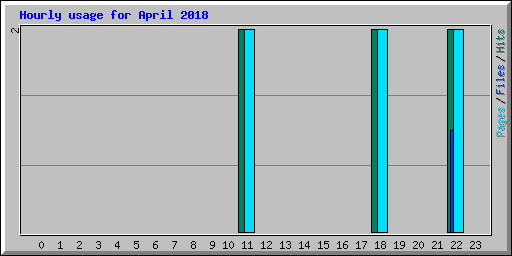 Hourly usage for April 2018
2
Pages/Files/Hits
0 1 2 3 4 5 6 7 8 9 10 11 12 13 14 15 16 17 18 19 20 21 22 23